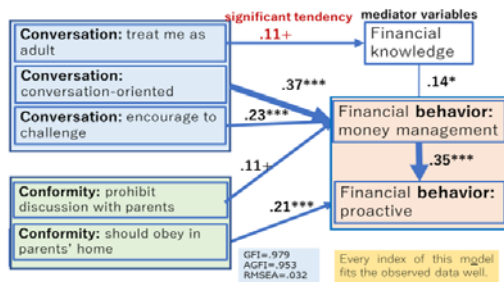 significant tendency
mediator variables
Conversation: treat me as
adult
.11+
Financial
knowledge
Conversation:
conversation-oriented
.37***
.14*
Conversation: encourage to
challenge
.23***
Financial behavior:
money management
.11+
.35***
Conformity: prohibit
discussion with parents
.21***
Financial behavior:
proactive
Conformity: should obey in
parents' home
GFI=.979
AGFI=.953
RMSEA=.032
Every index of this model
fits the observed data well.